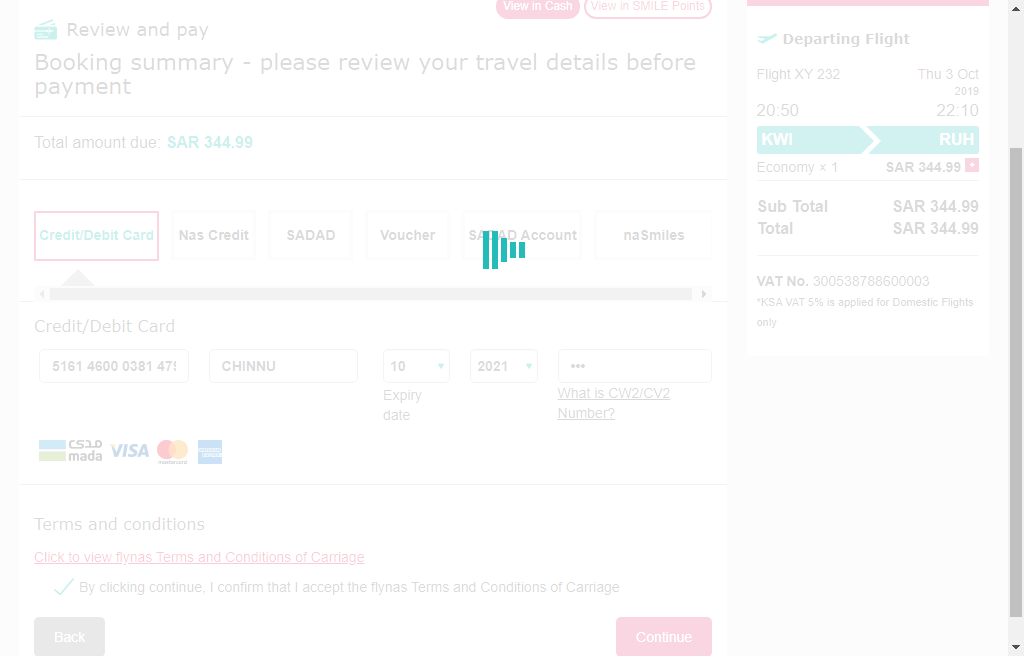 View in Cash
View in SMILE Points
Review and pay
Booking summary - please review your travel details before
payment
Total amount due: SAR 344.99
Credit/Debit Card
Nas Credit
SADAD
Voucher
SADAD Account
naSmiles
Credit/Debit Card
5161 4600 0381 479
CHINNU
10
2021
•••
Expiry
date
What is CW2/CV2
Number?
مدى
mada
VISA
mastercard
Terms and conditions
Click to view flynas Terms and Conditions of Carriage
By clicking continue, I confirm that I accept the flynas Terms and Conditions of Carriage
Back
Continue
Departing Flight
Flight XY 232
Thu 3 Oct
2019
20:50
22:10
KWI
RUH
Economy × 1
SAR 344.99
Sub Total
SAR 344.99
Total
SAR 344.99
VAT No. 300538788600003
*KSA VAT 5% is applied for Domestic Flights
only